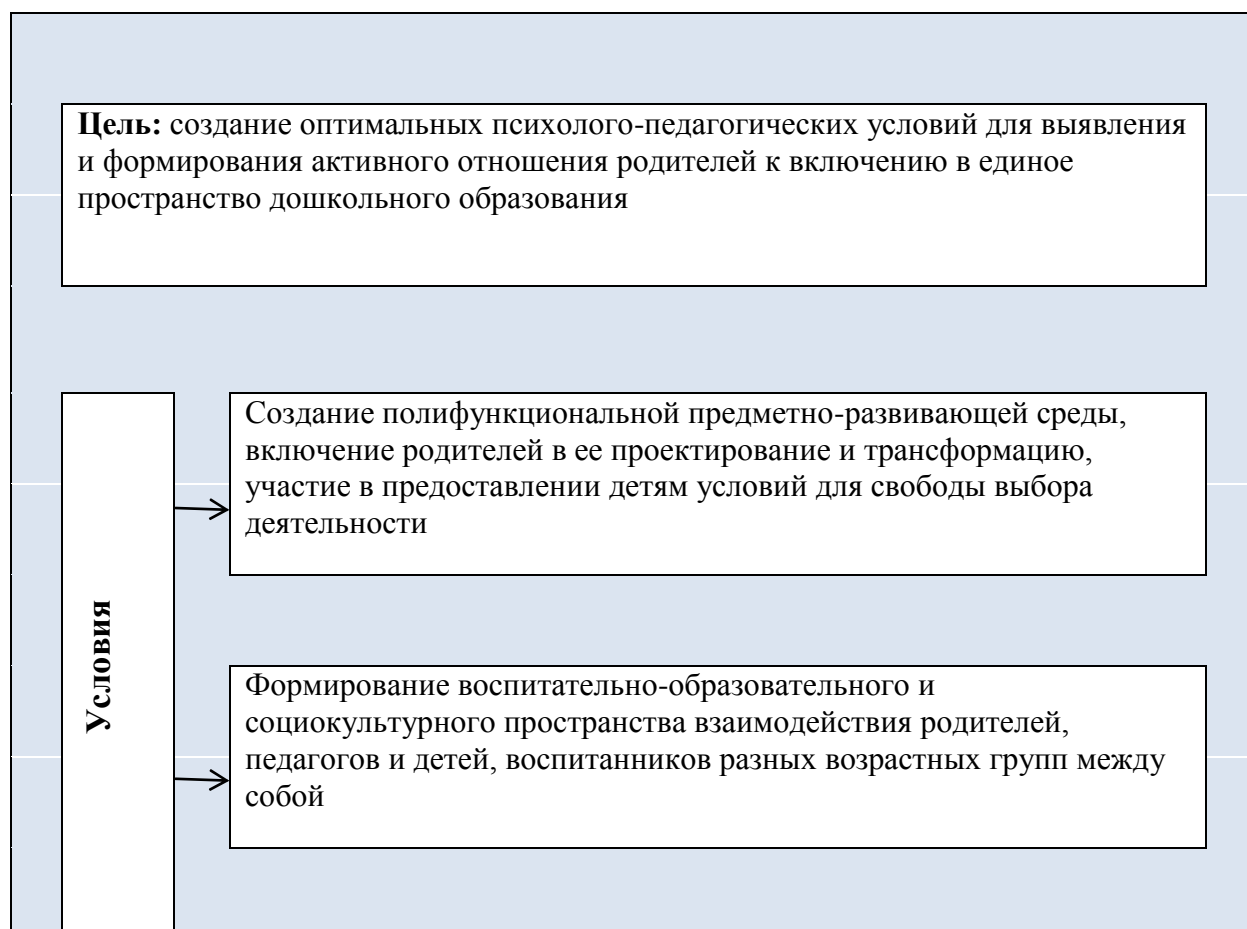 Цель: создание оптимальных психолого-педагогических условий для выявления
и формирования активного отношения родителей к включению в единое
пространство дошкольного образования
Условия
Создание полифункциональной предметно-развивающей среды,
включение родителей в ее проектирование и трансформацию,
участие в предоставлении детям условий для свободы выбора
деятельности
Формирование воспитательно-образовательного и
социокультурного пространства взаимодействия родителей,
педагогов и детей, воспитанников разных возрастных групп между
собой